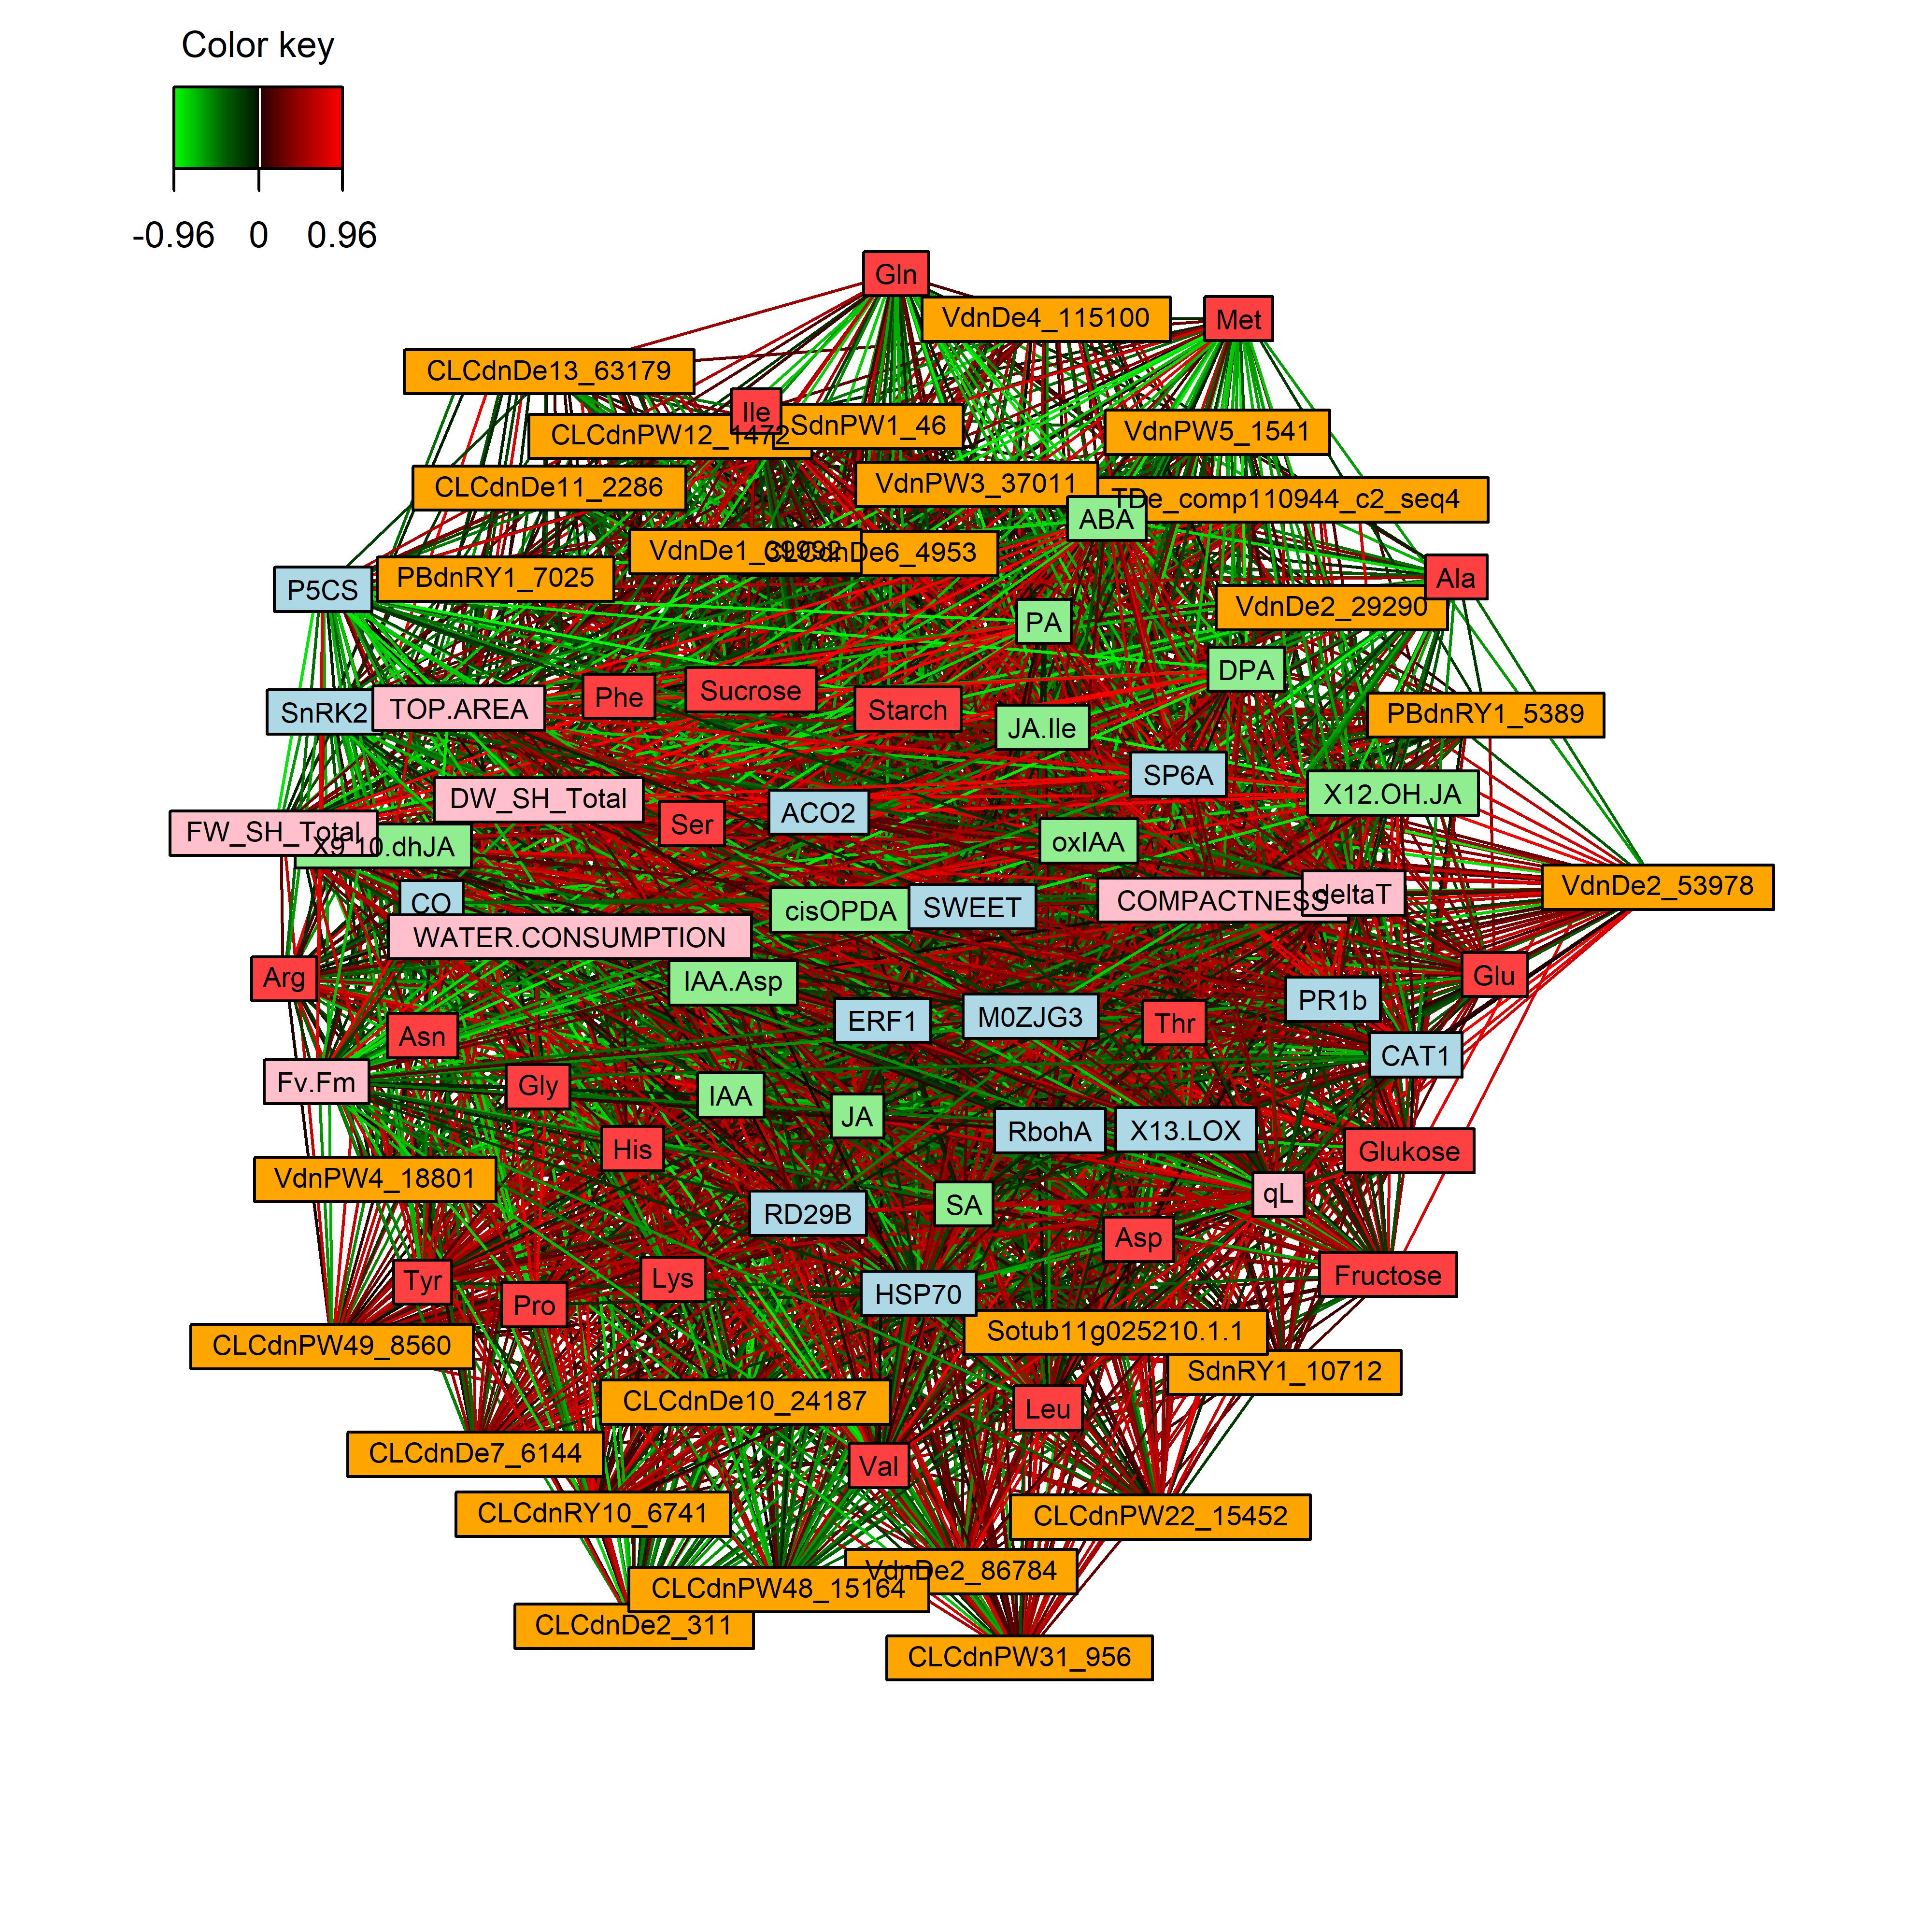 Color key
-0.96 0 0.96
Gln
VdnDe4_115100
Met
CLCdnDe13_63179
Ile
CLCdnPW12_1472
SdnPW1_46
VdnPW5_1541
CLCdnDe11_2286
VdnPW3_37011
TDe_comp110944_c2_seq4
ABA
VdnDe1_39992
CLCdnDe6_4953
PBdnRY1_7025
P5CS
Ala
VdnDe2_29290
PA
DPA
Phe
Sucrose
Starch
SnRK2
TOP.AREA
JA.Ile
PBdnRY1_5389
SP6A
X12.OH.JA
DW_SH_Total
Ser
ACO2
FW_SH_Total
X9.10.dhJA
oxIAA
VdnDe2_53978
CO
cisOPDA
SWEET
COMPACTNESS
deltaT
WATER.CONSUMPTION
Arg
IAA.Asp
Glu
PR1b
ERF1
M0ZJG3
Thr
Asn
CAT1
Fv.Fm
Gly
IAA
JA
RbohA
X13.LOX
His
Glukose
VdnPW4_18801
qL
RD29B
SA
Asp
Tyr
Lys
Fructose
Pro
HSP70
Sotub11g025210.1.1
CLCdnPW49_8560
SdnRY1_10712
CLCdnDe10_24187
Leu
CLCdnDe7_6144
Val
CLCdnRY10_6741
CLCdnPW22_15452
VdnDe2_86784
CLCdnPW48_15164
CLCdnDe2_311
CLCdnPW31_956